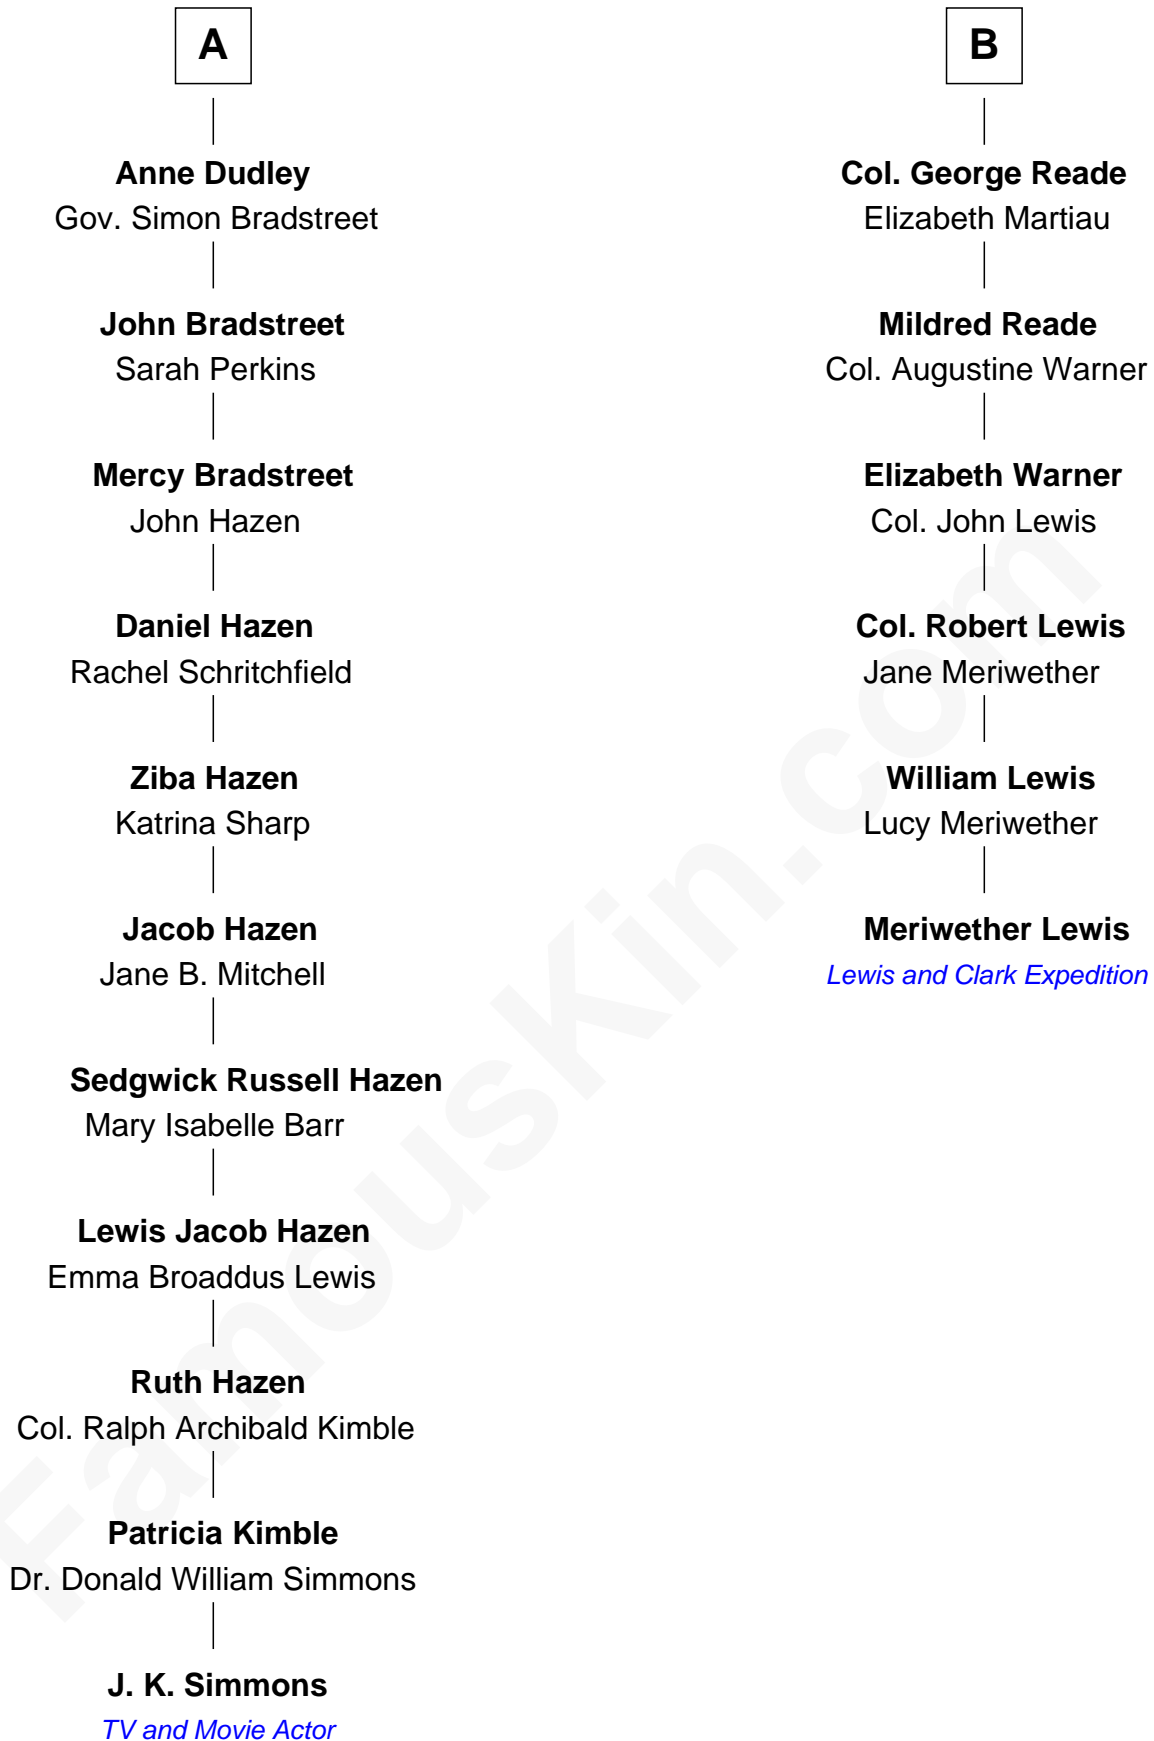 A
Anne Dudley
Gov. Simon Bradstreet
John Bradstreet
Sarah Perkins
Mercy Bradstreet
John Hazen
Daniel Hazen
Rachel Schritchfield
Ziba Hazen
Katrina Sharp
Jacob Hazen
Jane B. Mitchell
Sedgwick Russell Hazen
Mary Isabelle Barr
Lewis Jacob Hazen
Emma Broaddus Lewis
Ruth Hazen
Col. Ralph Archibald Kimble
Patricia Kimble
Dr. Donald William Simmons
J. K. Simmons
TV and Movie Actor
B
Col. George Reade
Elizabeth Martiau
Mildred Reade
Col. Augustine Warner
Elizabeth Warner
Col. John Lewis
Col. Robert Lewis
Jane Meriwether
William Lewis
Lucy Meriwether
Meriwether Lewis
Lewis and Clark Expedition
FamousKin.com